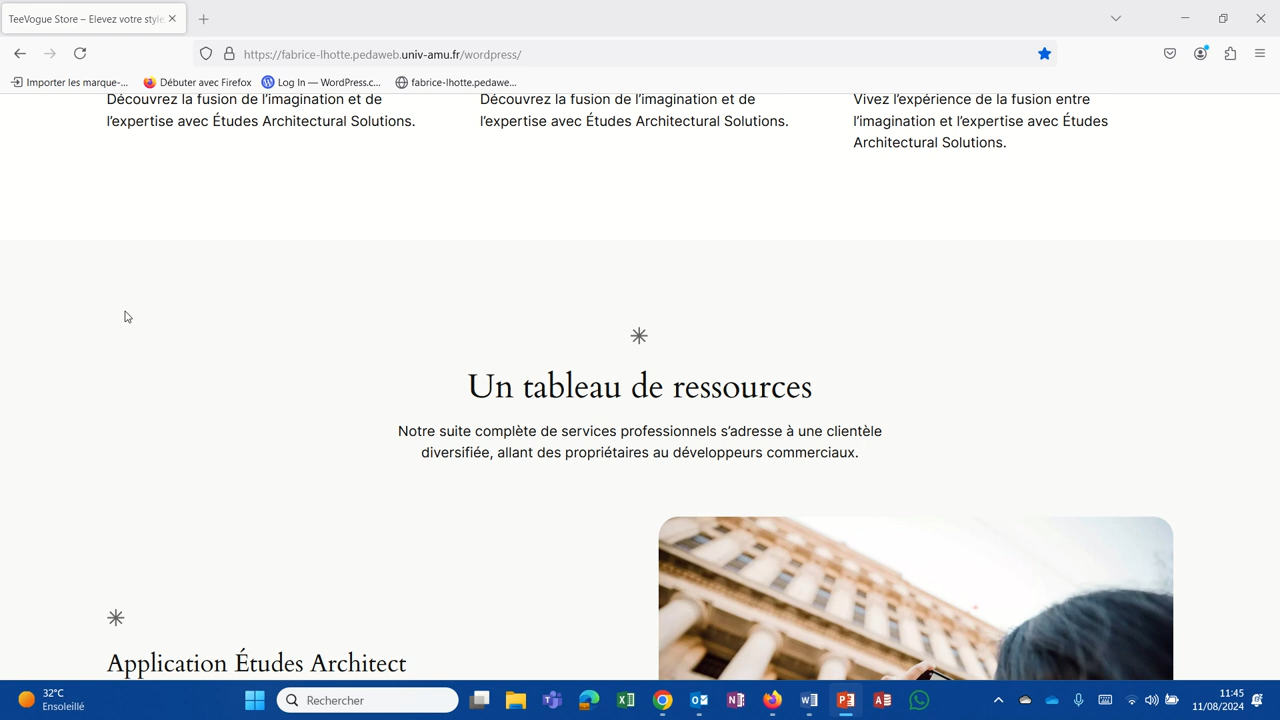 TeeVogue Store – Elevez votre style
https://fabrice-lhotte.pedaweb.univ-amu.fr/wordpress/
Importer les marque-... Débuter avec Firefox Log In — WordPress.c... fabrice-lhotte.pedawe...
Découvrez la fusion de l’imagination et de
l’expertise avec Études Architectural Solutions.
Découvrez la fusion de l’imagination et de
l’expertise avec Études Architectural Solutions.
Vivez l’expérience de la fusion entre
l’imagination et l’expertise avec Études
Architectural Solutions.
Un tableau de ressources
Notre suite complète de services professionnels s’adresse à une clientèle
diversifiée, allant des propriétaires au développeurs commerciaux.
Application Études Architect
32°C
Ensoleillé
Rechercher
11:45
11/08/2024